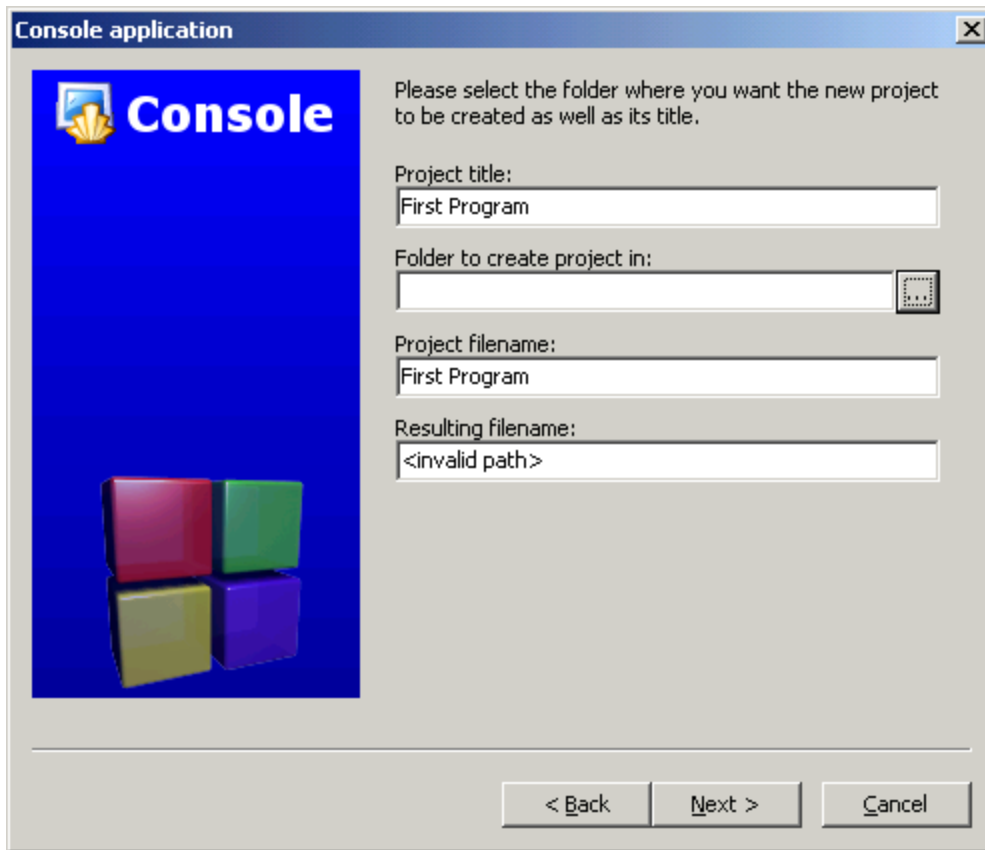 Console application
Console
Please select the folder where you want the new project
to be created as well as its title.
Project title:
First Program
Folder to create project in:
...
Project filename:
First Program
Resulting filename:
<invalid path>
< Back
Next >
Cancel